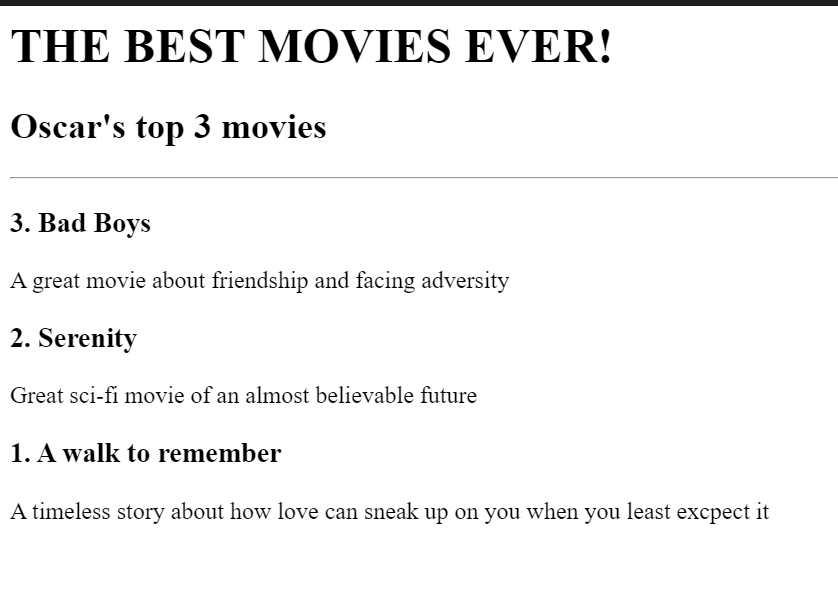 THE BEST MOVIES EVER!
Oscar's top 3 movies
3. Bad Boys
A great movie about friendship and facing adversity
2. Serenity
Great sci-fi movie of an almost believable future
1. A walk to remember
A timeless story about how love can sneak up on you when you least excpect it